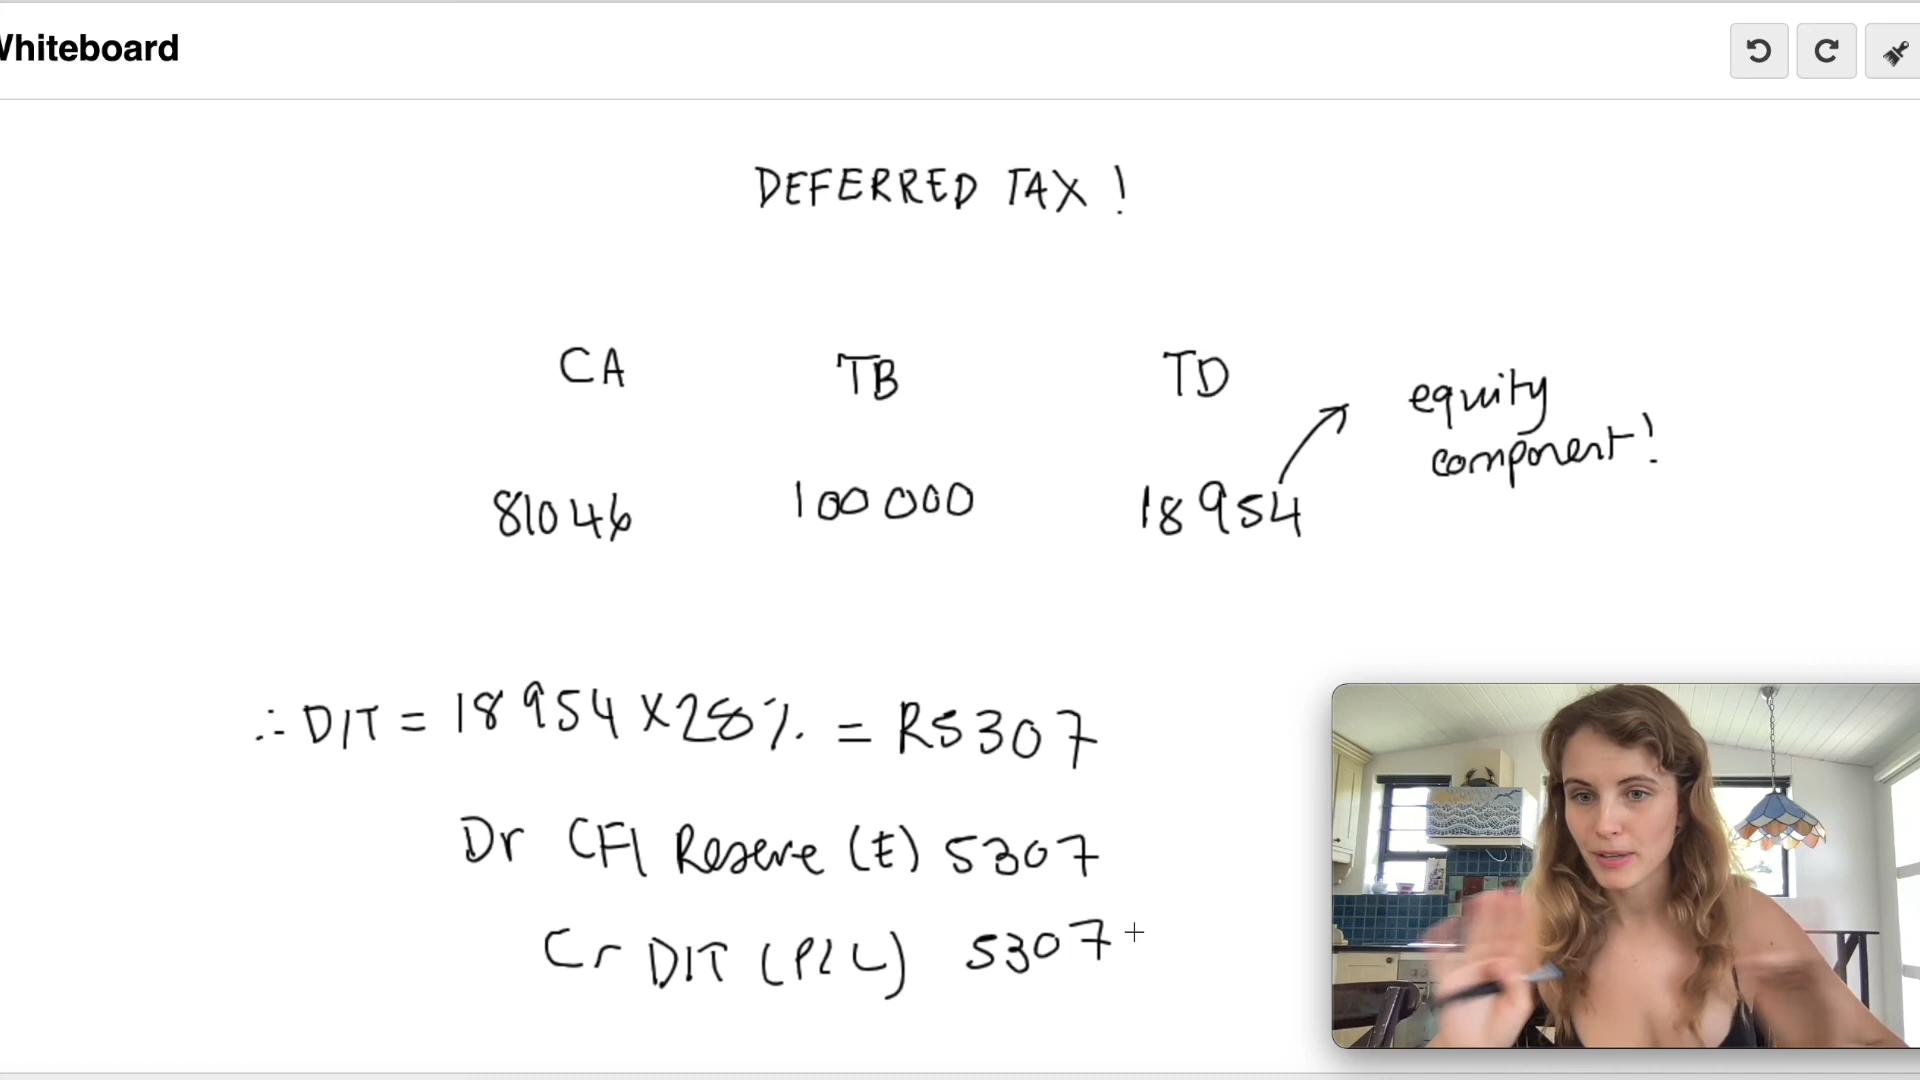 Whiteboard
DEFERRED TAX !
CA TB TD
equity
component!
81046 100 000 18 954
∴ DIT = 18 954 X 28% = R5307
Dr CFI Reserve (E) 5307
Cr DIT (P&L) 5307